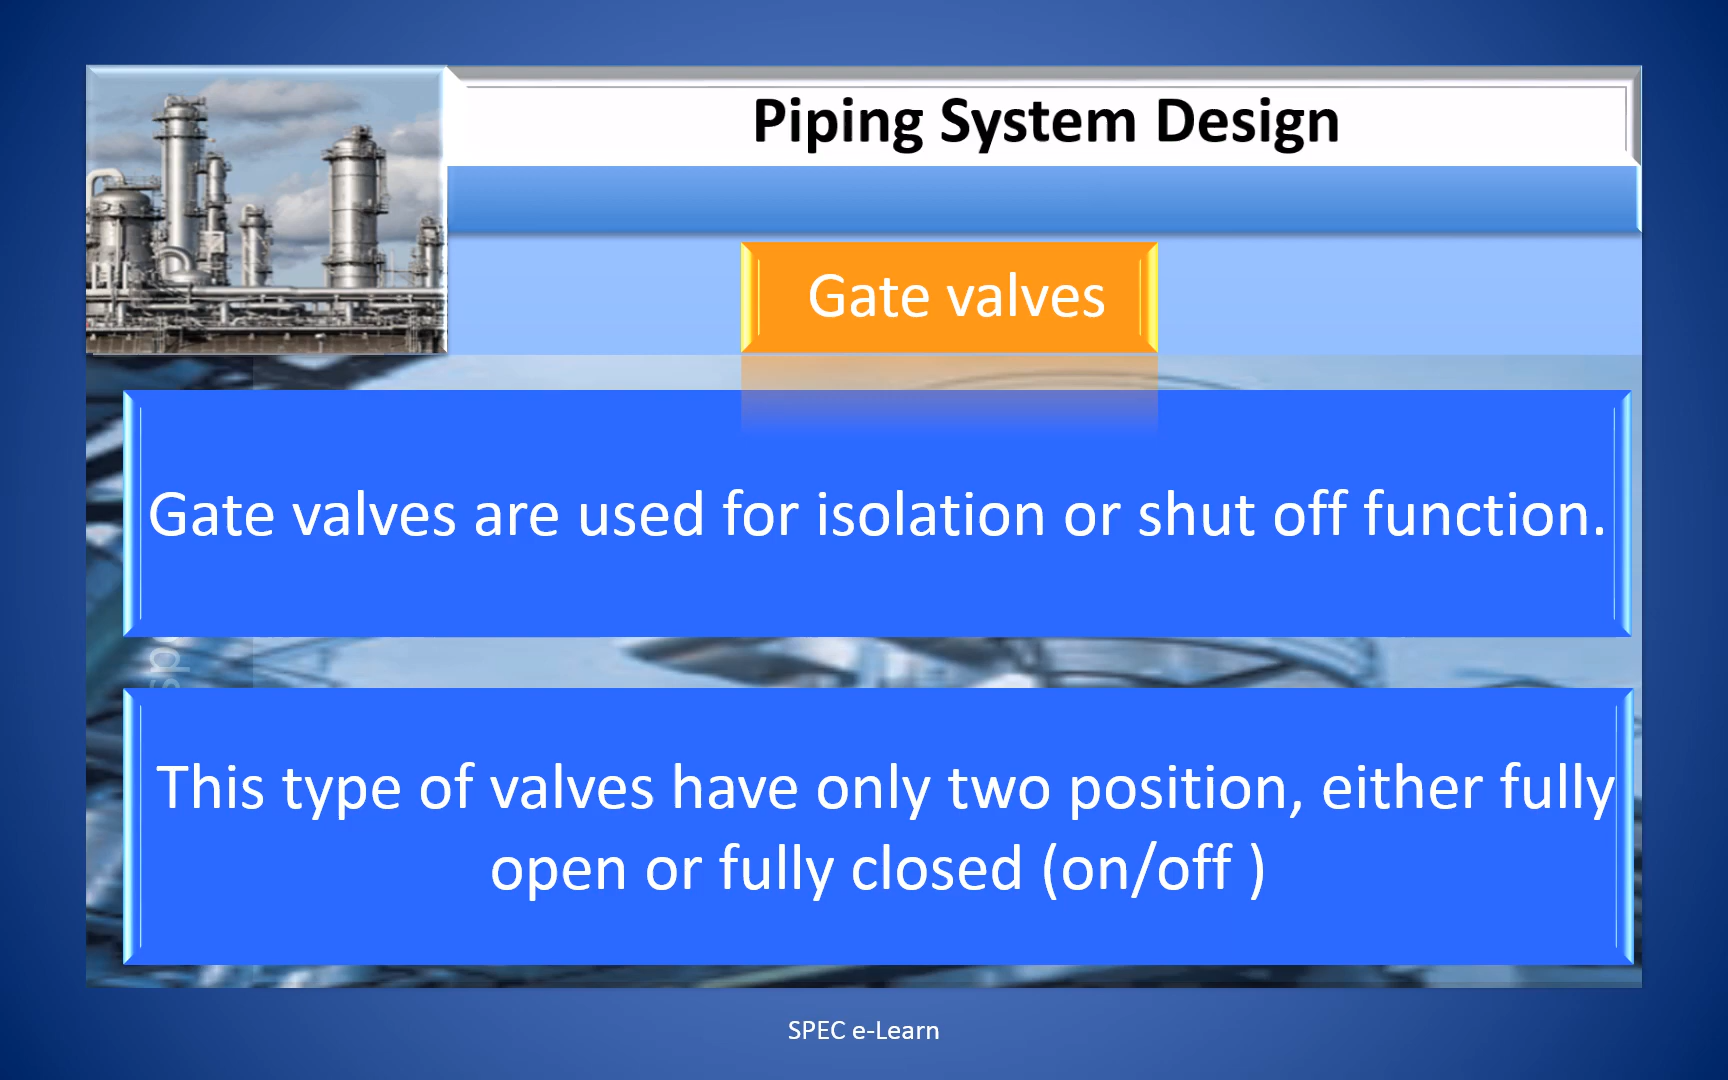 Piping System Design
Gate valves
Gate valves are used for isolation or shut off function.
This type of valves have only two position, either fully
open or fully closed (on/off )
SPEC e-Learn